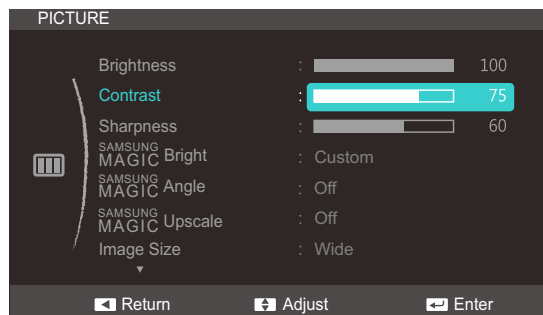 PICTURE
Brightness : 100
Contrast : 75
Sharpness : 60
SAMSUNG MAGIC Bright : Custom
SAMSUNG MAGIC Angle : Off
SAMSUNG MAGIC Upscale : Off
Image Size : Wide
Return Adjust Enter